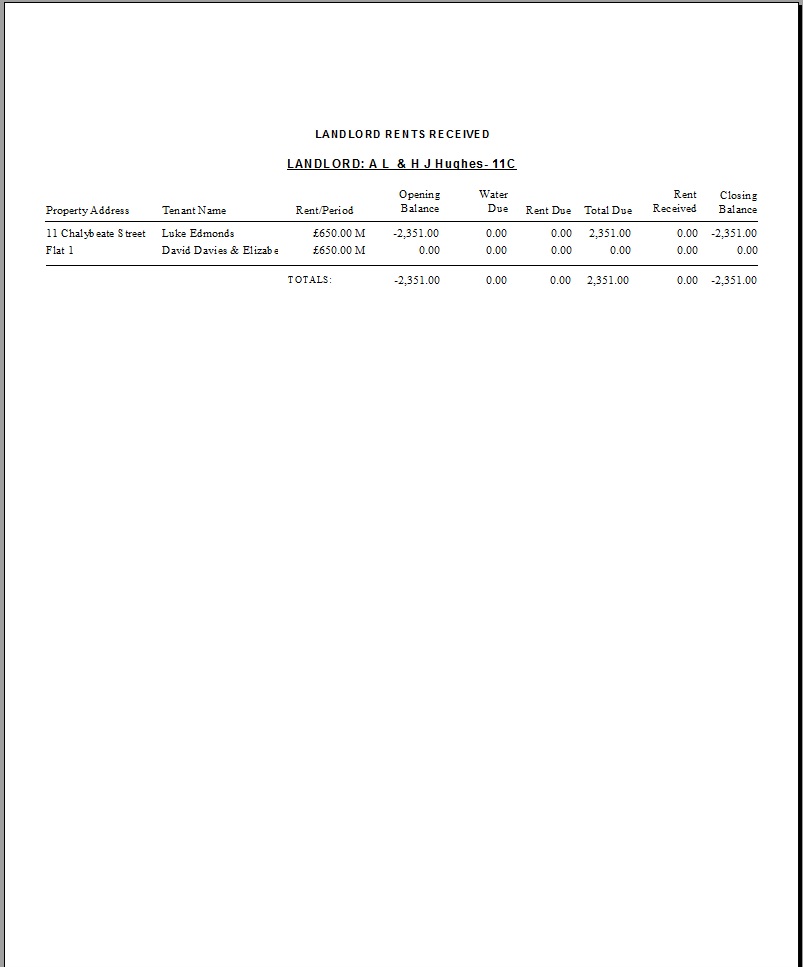 LANDLORD RENTS RECEIVED
LANDLORD: A L & H J Hughes- 11C
Property Address Tenant Name Rent/Period Opening Balance Water Due Rent Due Total Due Rent Received Closing Balance
11 Chalybeate Street Luke Edmonds £650.00 M -2,351.00 0.00 0.00 2,351.00 0.00 -2,351.00
Flat 1 David Davies & Elizabe £650.00 M 0.00 0.00 0.00 0.00 0.00 0.00
TOTALS: -2,351.00 0.00 0.00 2,351.00 0.00 -2,351.00